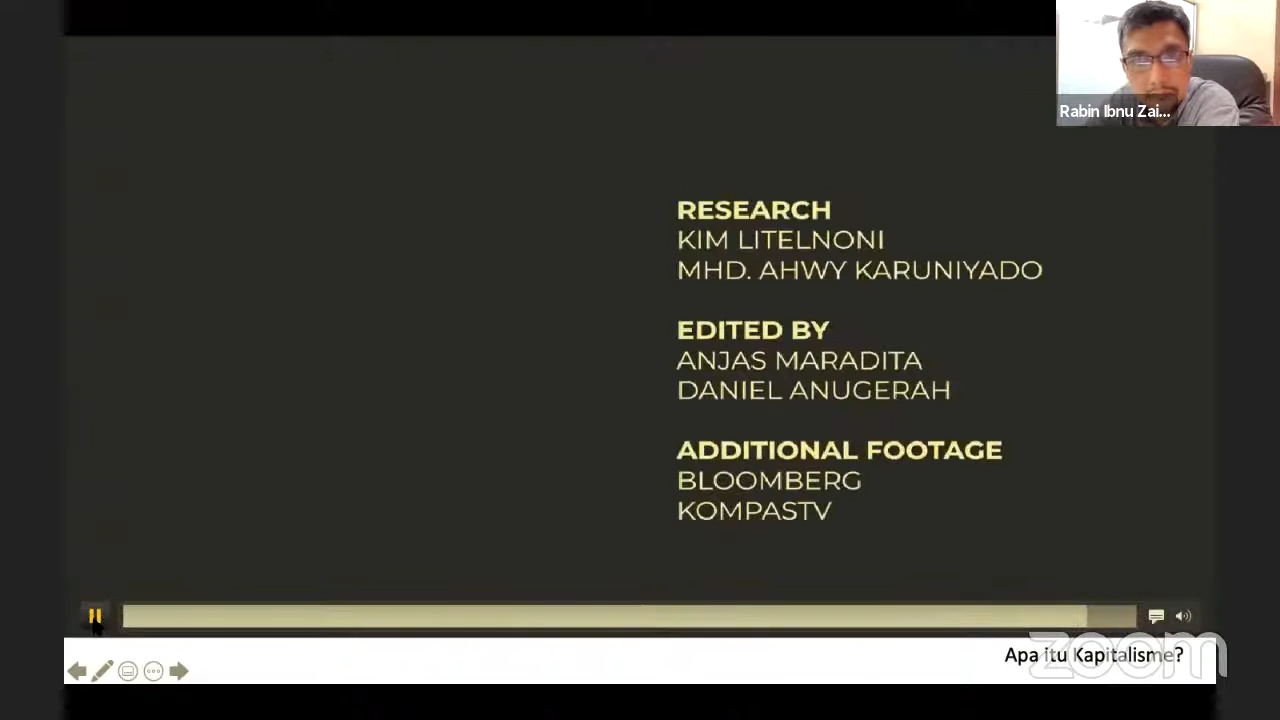 Rabin Ibnu Zai...
RESEARCH
KIM LITELNONI
MHD. AHWY KARUNIYADO
EDITED BY
ANJAS MARADITA
DANIEL ANUGERAH
ADDITIONAL FOOTAGE
BLOOMBERG
KOMPASTV
Apa itu Kapitalisme?
zoom